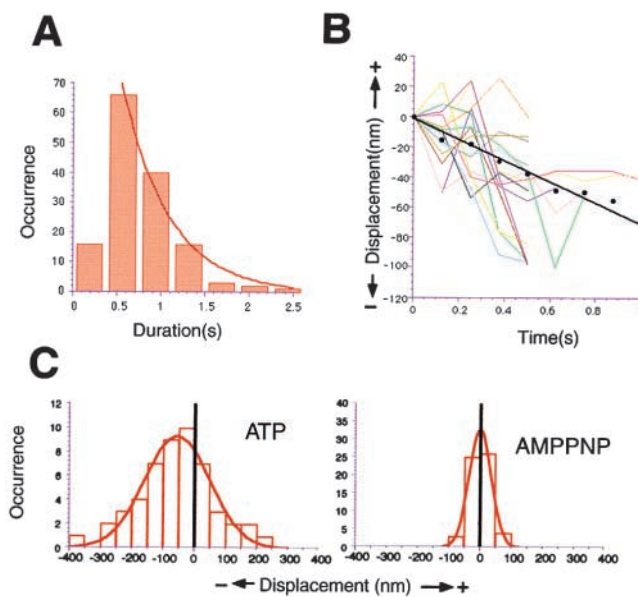 A
70
60
50
40
30
20
10
0
Occurrence
0 0.5 1 1.5 2 2.5
Duration(s)
B
40
20
0
-20
-40
-60
-80
-100
-120
+
Displacement(nm)
−
0 0.2 0.4 0.6 0.8 1
Time(s)
C
12
10
8
6
4
2
0
Occurrence
ATP
-400 -300 -200 -100 0 100 200 300 400
40
35
30
25
20
15
10
5
0
AMPPNP
-400 -300 -200 -100 0 100 200 300 400
− Displacement (nm) +